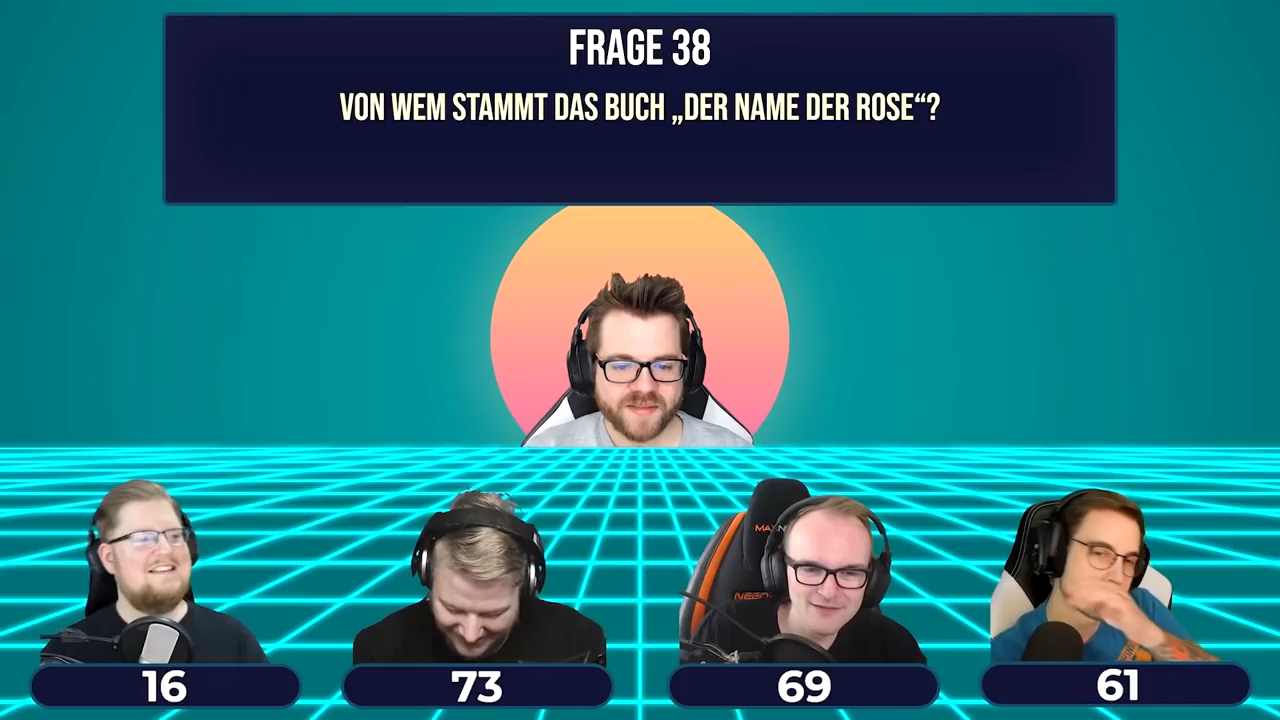 FRAGE 38
VON WEM STAMMT DAS BUCH „DER NAME DER ROSE“?
16
73
69
61